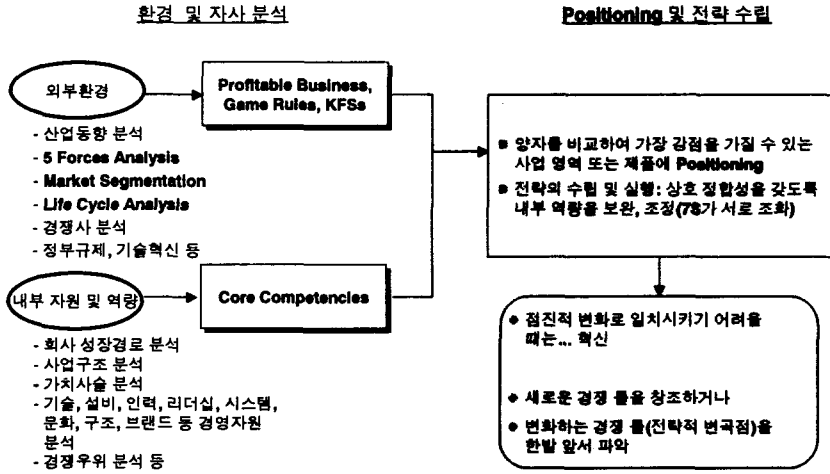 환경 및 자사 분석
Positioning 및 전략 수립
외부환경
Profitable Business,
Game Rules, KFSs
- 산업동향 분석
- 5 Forces Analysis
- Market Segmentation
- Life Cycle Analysis
- 경쟁사 분석
- 정부규제, 기술혁신 등
● 양자를 비교하여 가장 강점을 가질 수 있는
사업 영역 또는 제품에 Positioning
● 전략의 수립 및 실행: 상호 정합성을 갖도록
내부 역량을 보완, 조정(7S가 서로 조화)
내부 자원 및 역량
Core Competencies
- 회사 성장경로 분석
- 사업구조 분석
- 가치사슬 분석
- 기술, 설비, 인력, 리더십, 시스템,
문화, 구조, 브랜드 등 경영자원
분석
- 경쟁우위 분석 등
● 점진적 변화로 일치시키기 어려울
때는... 혁신
● 새로운 경쟁 룰을 창조하거나
● 변화하는 경쟁 룰(전략적 변곡점)을
한발 앞서 파악